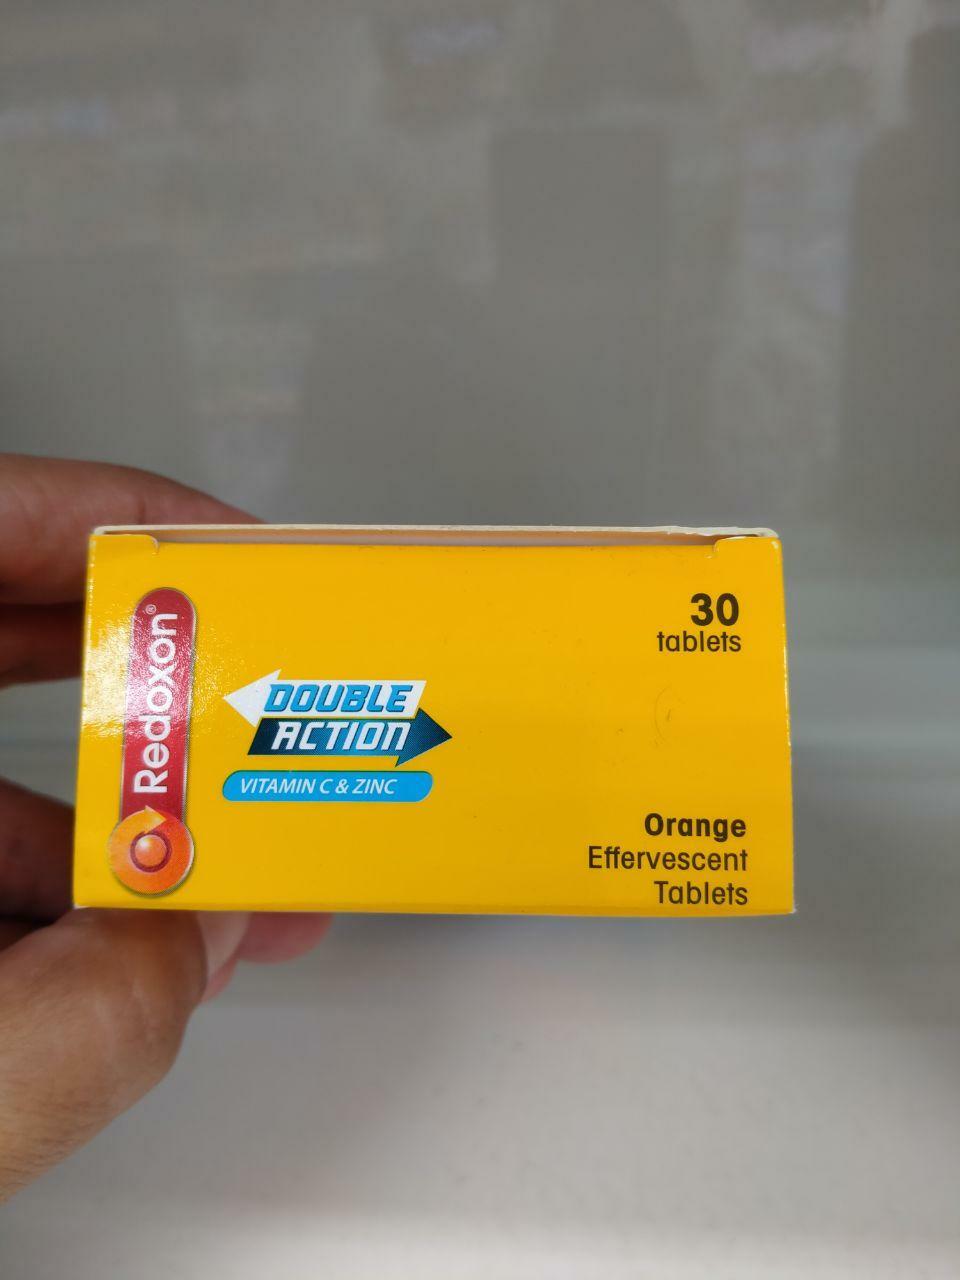 Redoxon®
DOUBLE
ACTION
VITAMIN C & ZINC
30
tablets
Orange
Effervescent
Tablets